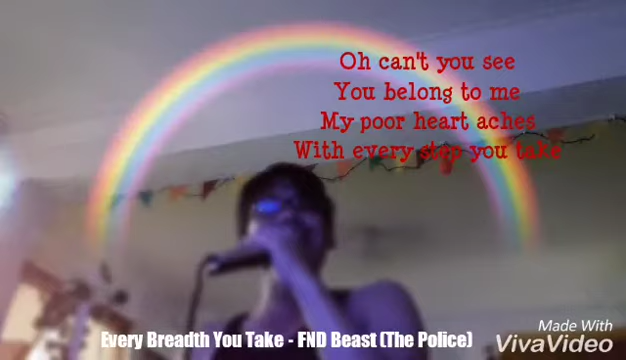 Oh can't you see
You belong to me
My poor heart aches
With every step you take
Every Breadth You Take - FND Beast (The Police)
Made With
VivaVideo